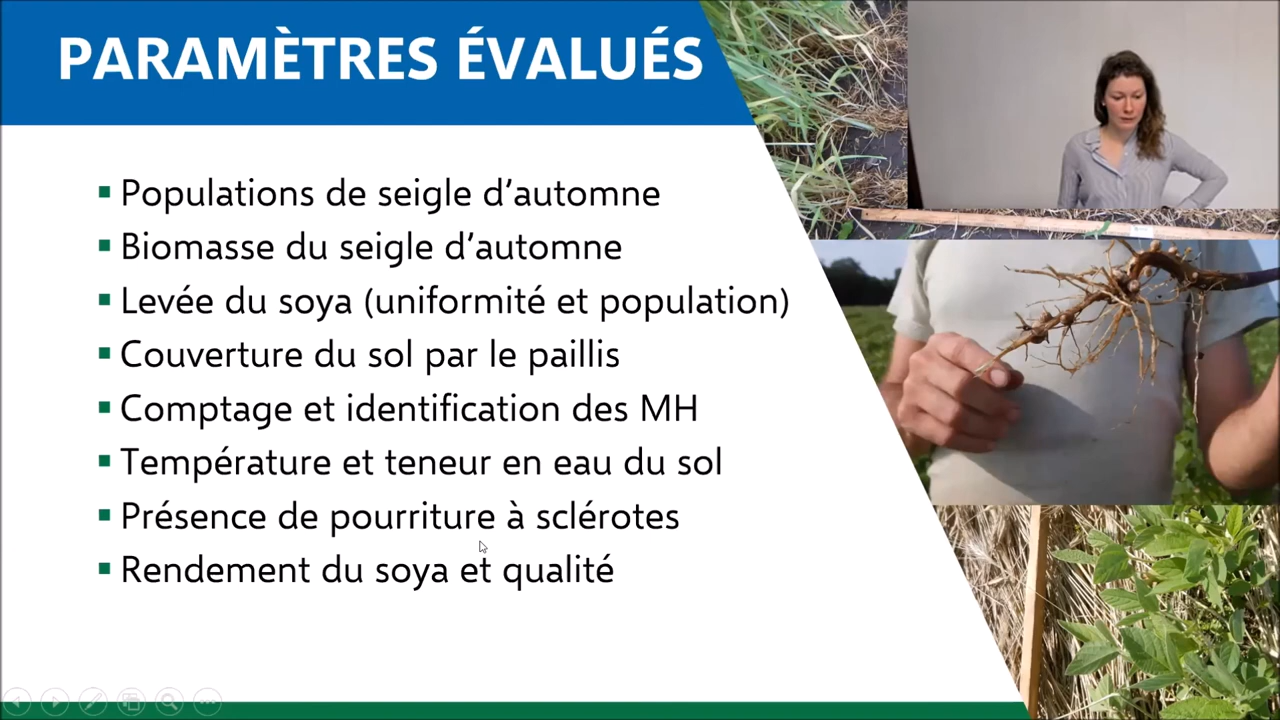 PARAMÈTRES ÉVALUÉS
Populations de seigle d’automne
Biomasse du seigle d’automne
Levée du soya (uniformité et population)
Couverture du sol par le paillis
Comptage et identification des MH
Température et teneur en eau du sol
Présence de pourriture à sclérotes
Rendement du soya et qualité